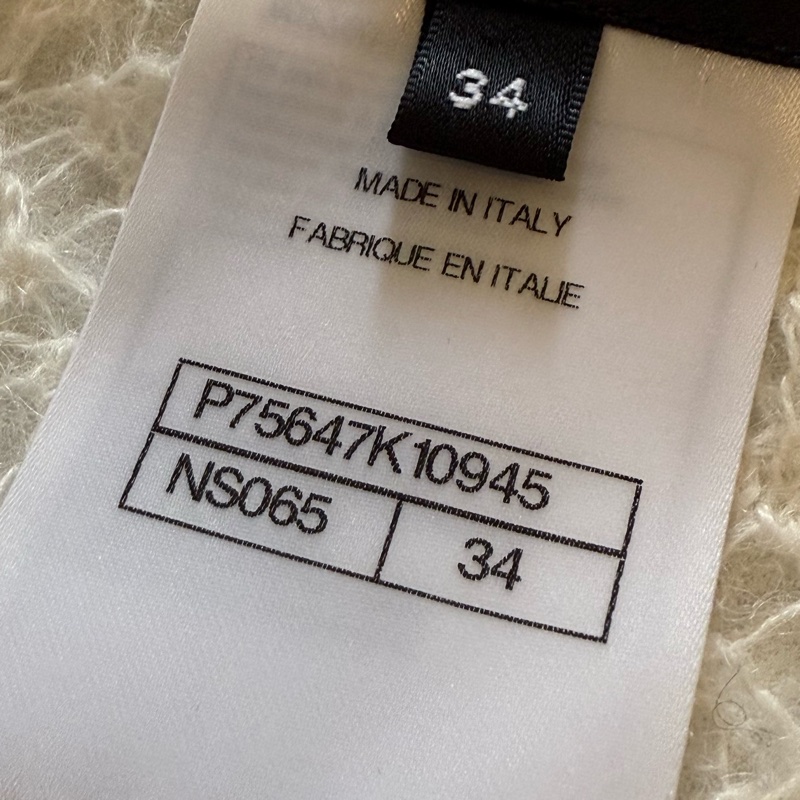 34
MADE IN ITALY
FABRIQUE EN ITALIE
P75647K10945
NS065
34